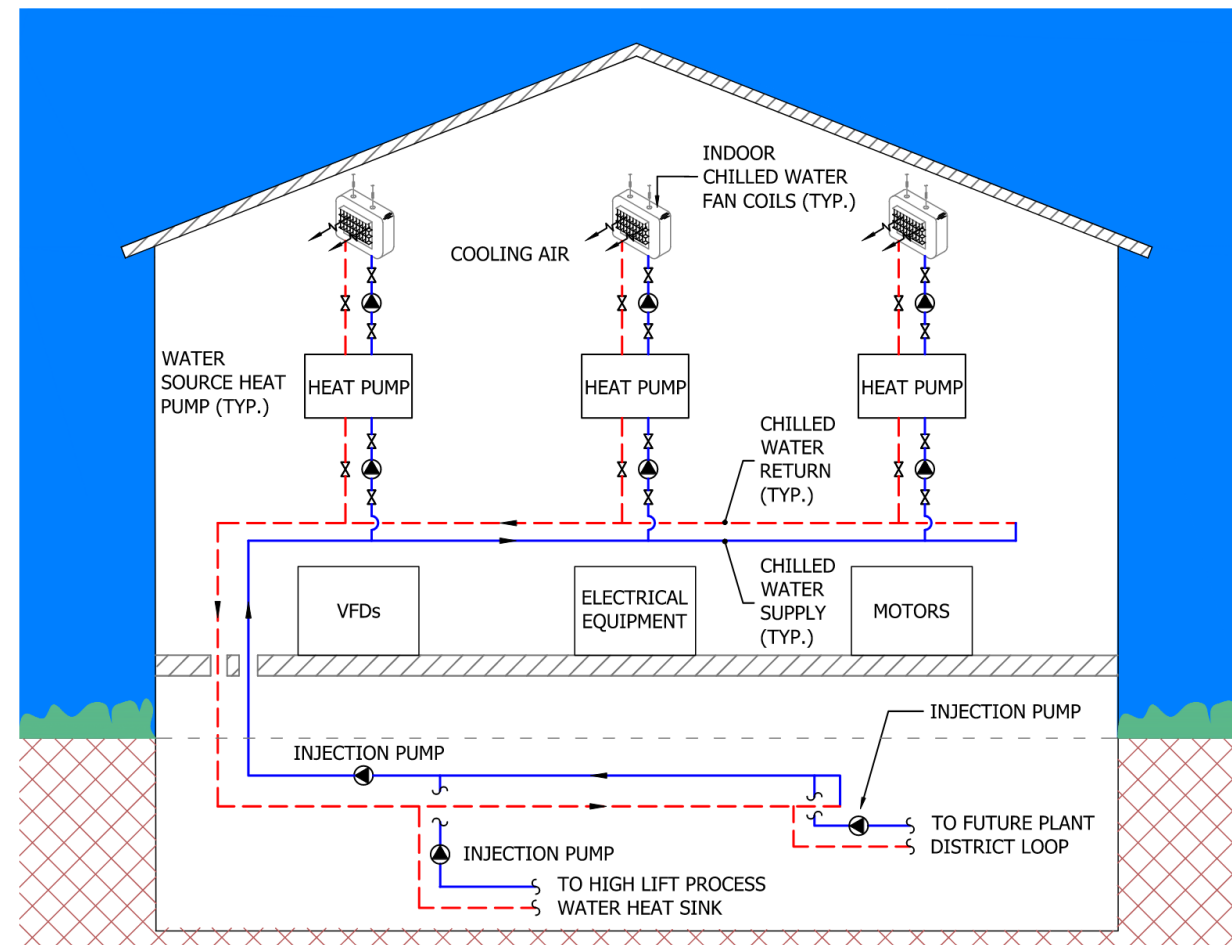 INDOOR
CHILLED WATER
FAN COILS (TYP.)
COOLING AIR
WATER
SOURCE HEAT
PUMP (TYP.)
HEAT PUMP
HEAT PUMP
HEAT PUMP
CHILLED
WATER
RETURN
(TYP.)
CHILLED
WATER
SUPPLY
(TYP.)
VFDs
ELECTRICAL
EQUIPMENT
MOTORS
INJECTION PUMP
INJECTION PUMP
TO FUTURE PLANT
DISTRICT LOOP
INJECTION PUMP
TO HIGH LIFT PROCESS
WATER HEAT SINK